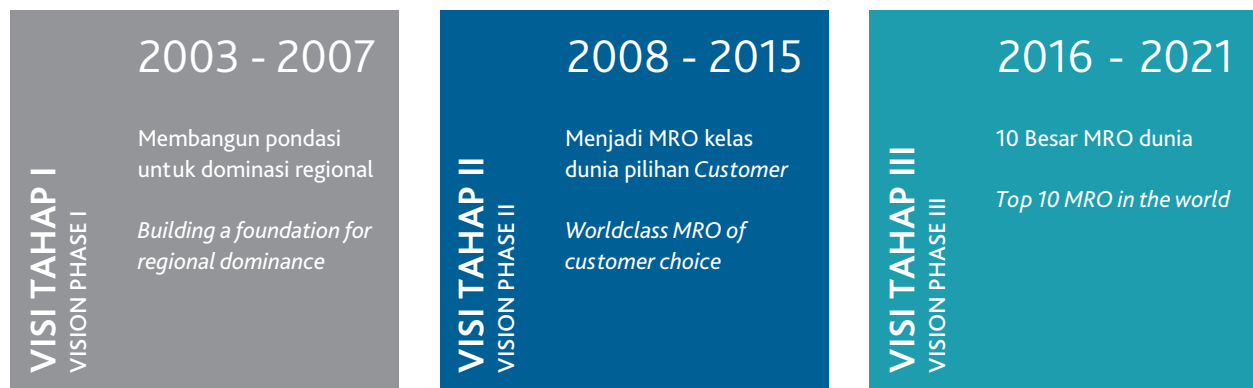 VISI TAHAP I
VISION PHASE I
2003 - 2007
Membangun pondasi
untuk dominasi regional
Building a foundation for
regional dominance
VISI TAHAP II
VISION PHASE II
2008 - 2015
Menjadi MRO kelas
dunia pilihan Customer
Worldclass MRO of
customer choice
VISI TAHAP III
VISION PHASE III
2016 - 2021
10 Besar MRO dunia
Top 10 MRO in the world